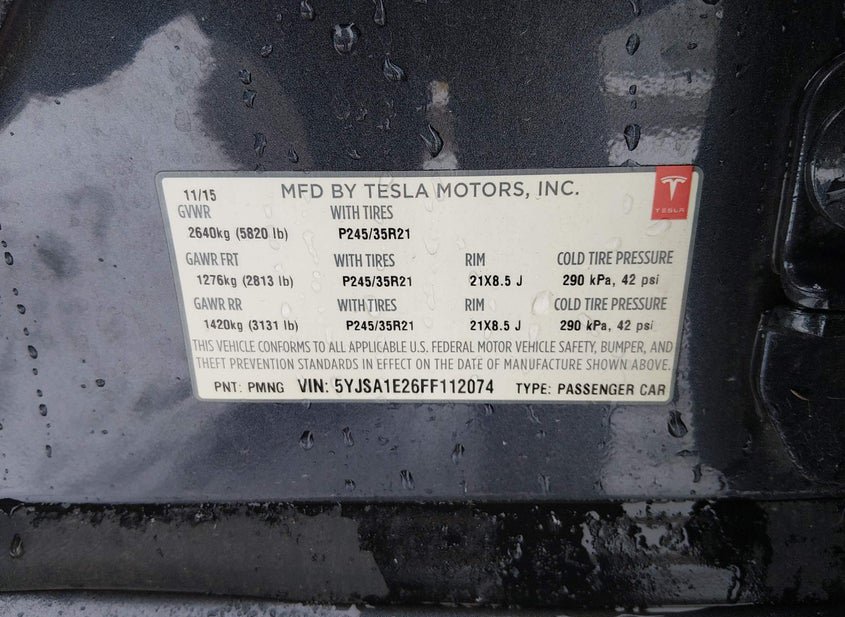 11/15 MFD BY TESLA MOTORS, INC.
TESLA
GVWR WITH TIRES
2640kg (5820 lb) P245/35R21
GAWR FRT WITH TIRES RIM COLD TIRE PRESSURE
1276kg (2813 lb) P245/35R21 21X8.5 J 290 kPa, 42 psi
GAWR RR WITH TIRES RIM COLD TIRE PRESSURE
1420kg (3131 lb) P245/35R21 21X8.5 J 290 kPa, 42 psi
THIS VEHICLE CONFORMS TO ALL APPLICABLE U.S. FEDERAL MOTOR VEHICLE SAFETY, BUMPER, AND
THEFT PREVENTION STANDARDS IN EFFECT ON THE DATE OF MANUFACTURE SHOWN ABOVE.
PNT: PMNG VIN: 5YJSA1E26FF112074 TYPE: PASSENGER CAR